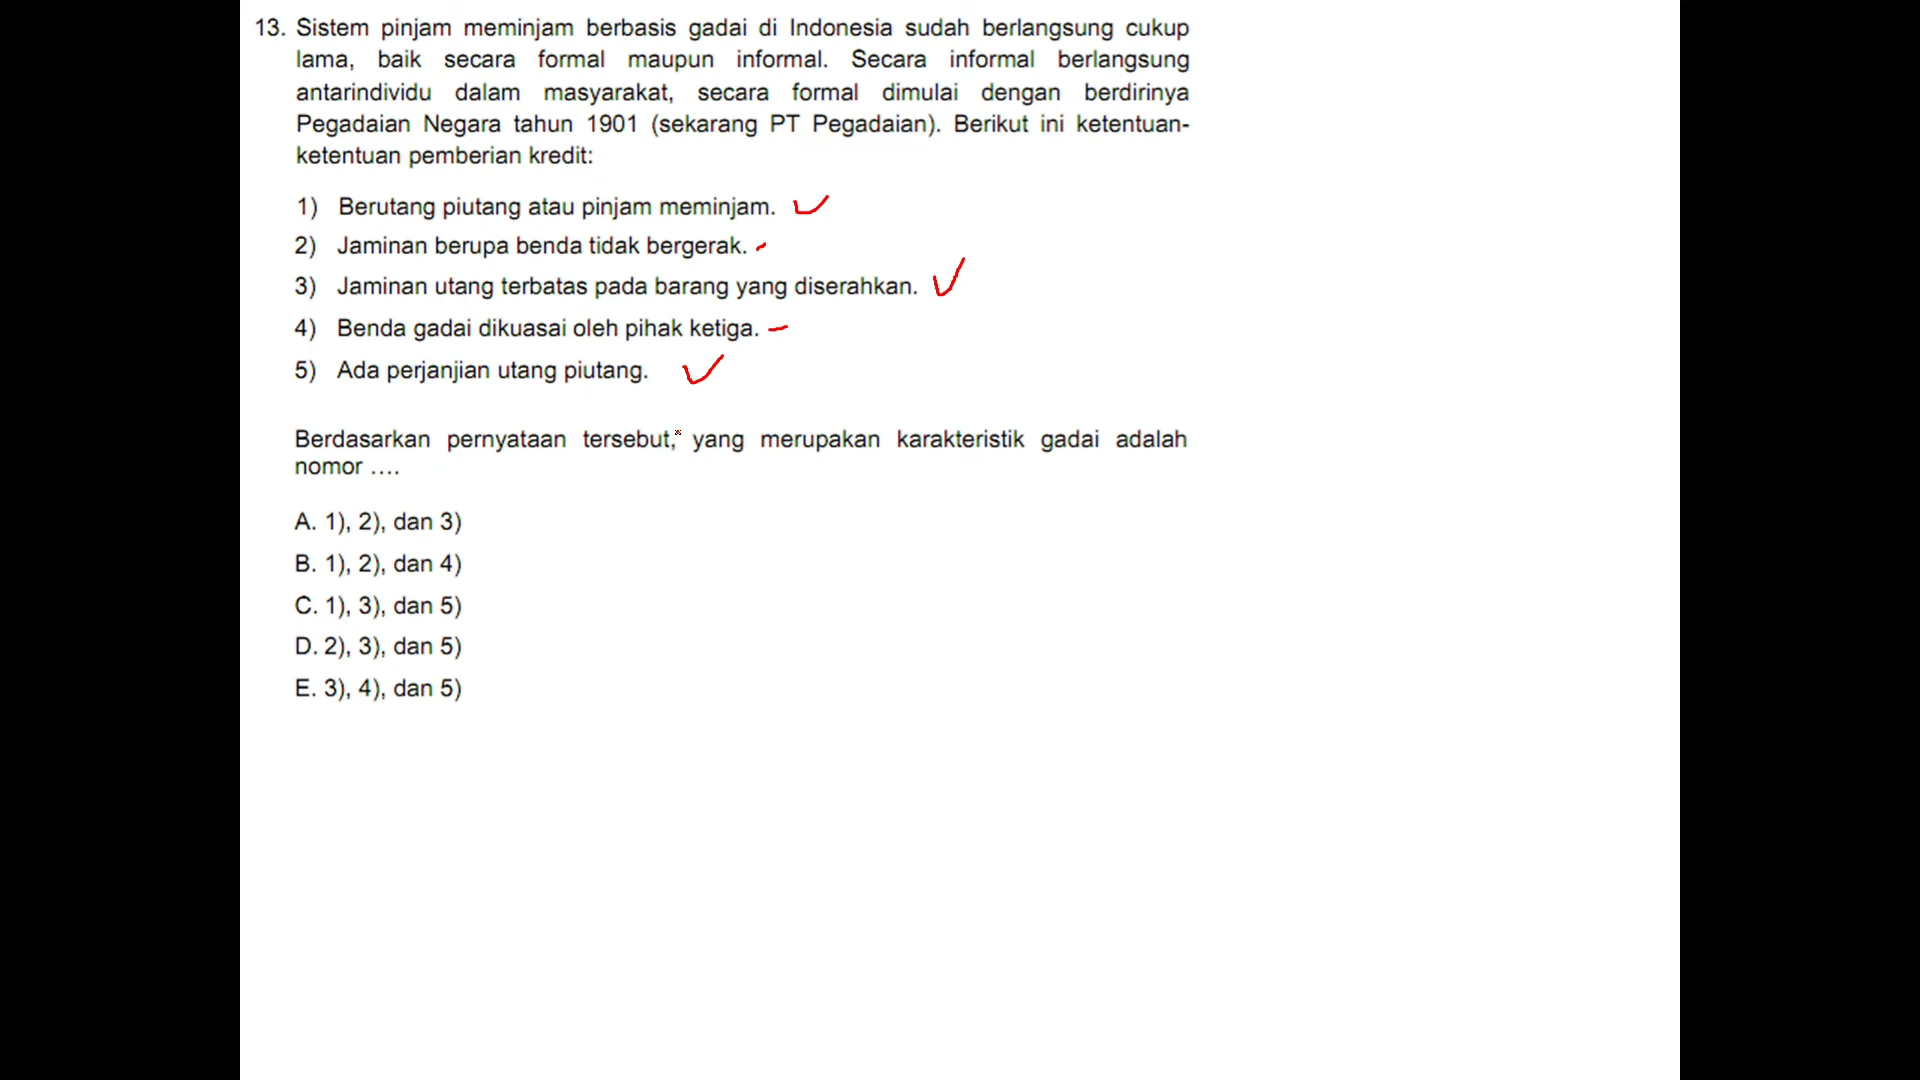 13. Sistem pinjam meminjam berbasis gadai di Indonesia sudah berlangsung cukup
lama, baik secara formal maupun informal. Secara informal berlangsung
antarindividu dalam masyarakat, secara formal dimulai dengan berdirinya
Pegadaian Negara tahun 1901 (sekarang PT Pegadaian). Berikut ini ketentuan-
ketentuan pemberian kredit:
1) Berutang piutang atau pinjam meminjam.
2) Jaminan berupa benda tidak bergerak.
3) Jaminan utang terbatas pada barang yang diserahkan.
4) Benda gadai dikuasai oleh pihak ketiga.
5) Ada perjanjian utang piutang.
Berdasarkan pernyataan tersebut, yang merupakan karakteristik gadai adalah
nomor ....
A. 1), 2), dan 3)
B. 1), 2), dan 4)
C. 1), 3), dan 5)
D. 2), 3), dan 5)
E. 3), 4), dan 5)